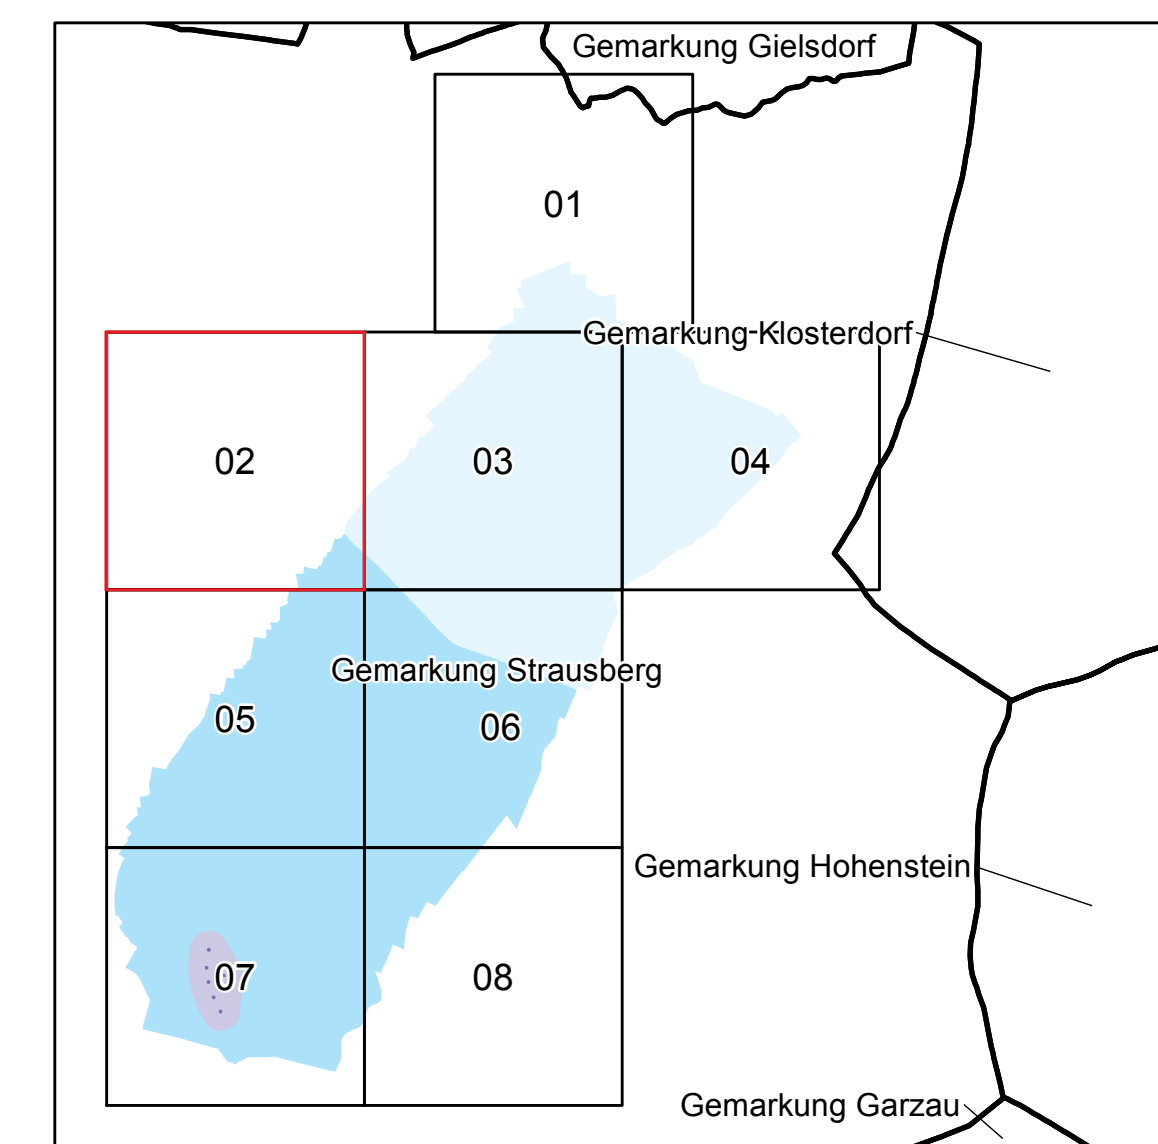 Gemarkung Gielsdorf
01
Gemarkung Klosterdorf
02
03
04
Gemarkung Strausberg
05
06
Gemarkung Hohenstein
07
08
Gemarkung Garzau